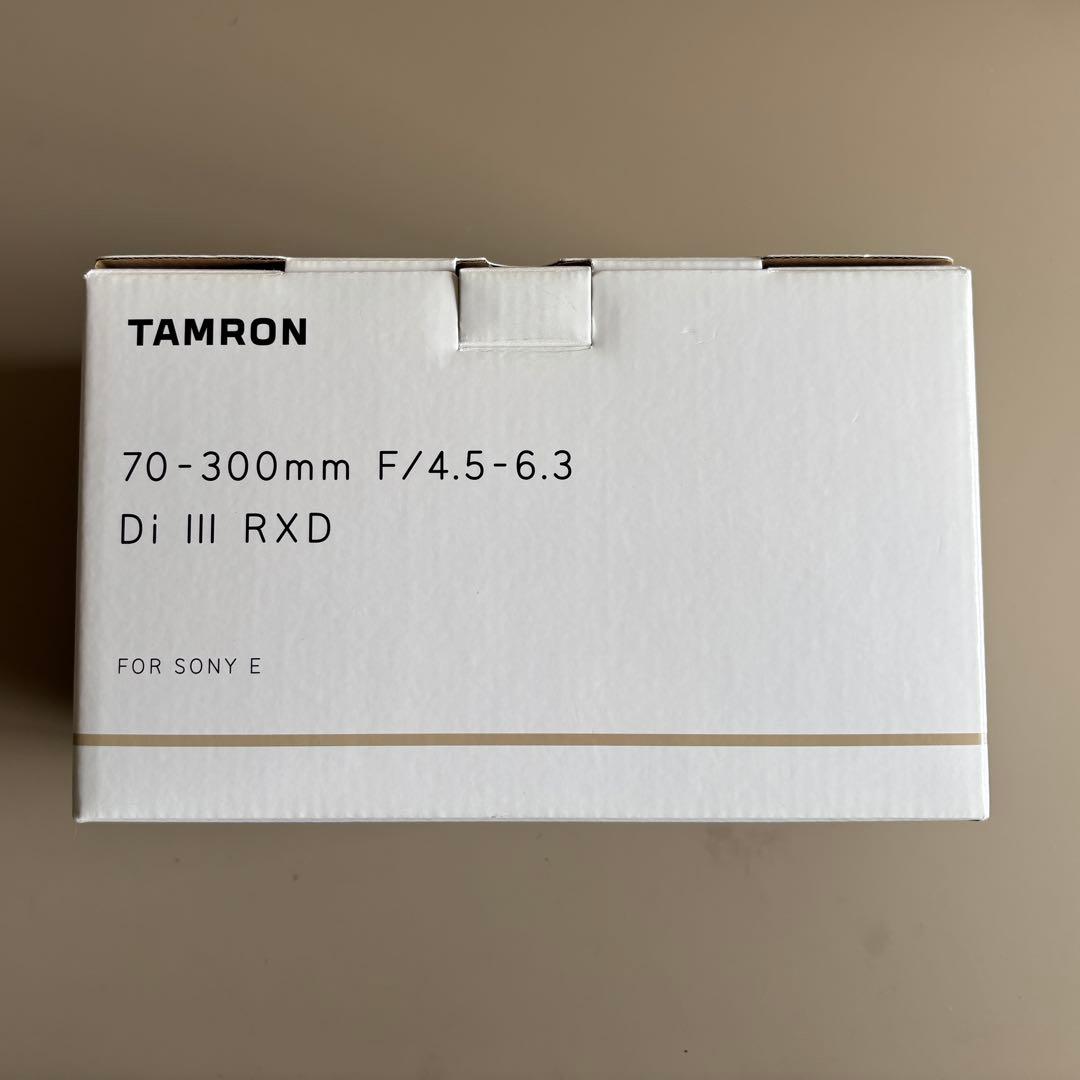 TAMRON
70-300mm F/4.5-6.3
Di III RXD
FOR SONY E